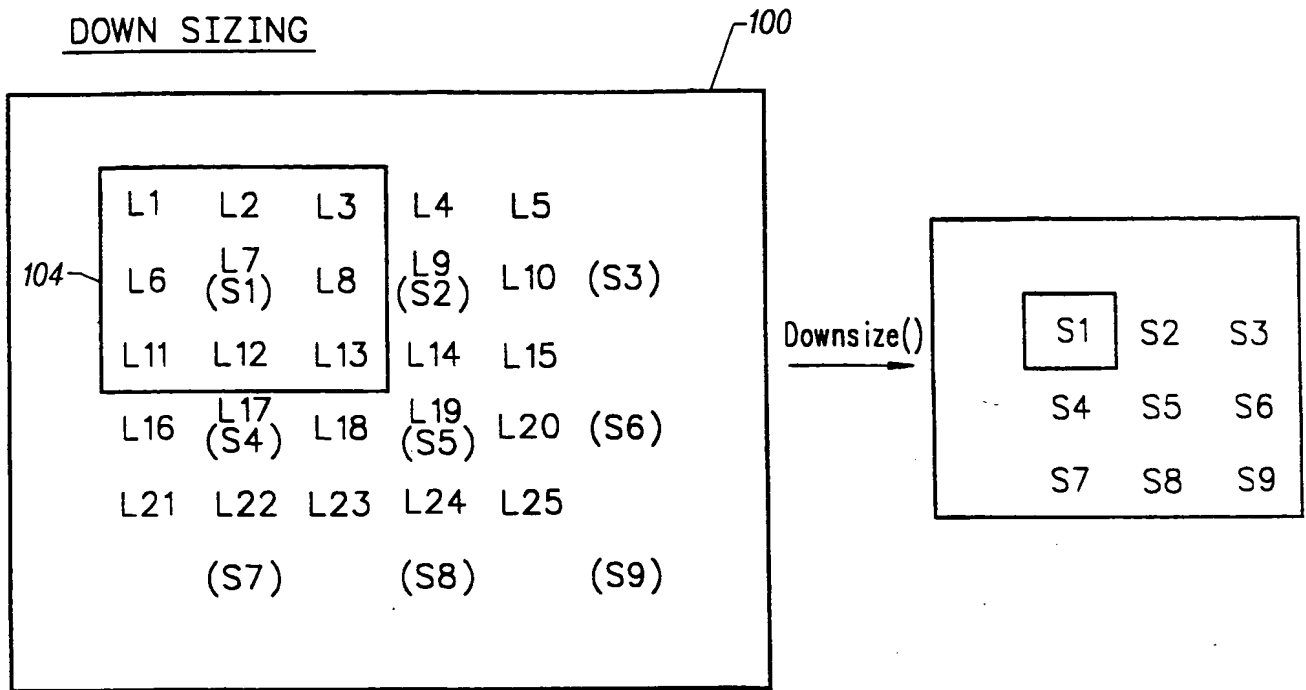 DOWN SIZING
100
L1 L2 L3 L4 L5
104 L6 L7 (S1) L8 L9 (S2) L10 (S3)
L11 L12 L13 L14 L15
L16 L17 (S4) L18 L19 (S5) L20 (S6)
L21 L22 L23 L24 L25
(S7) (S8) (S9)
Downsize()
S1 S2 S3
S4 S5 S6
S7 S8 S9